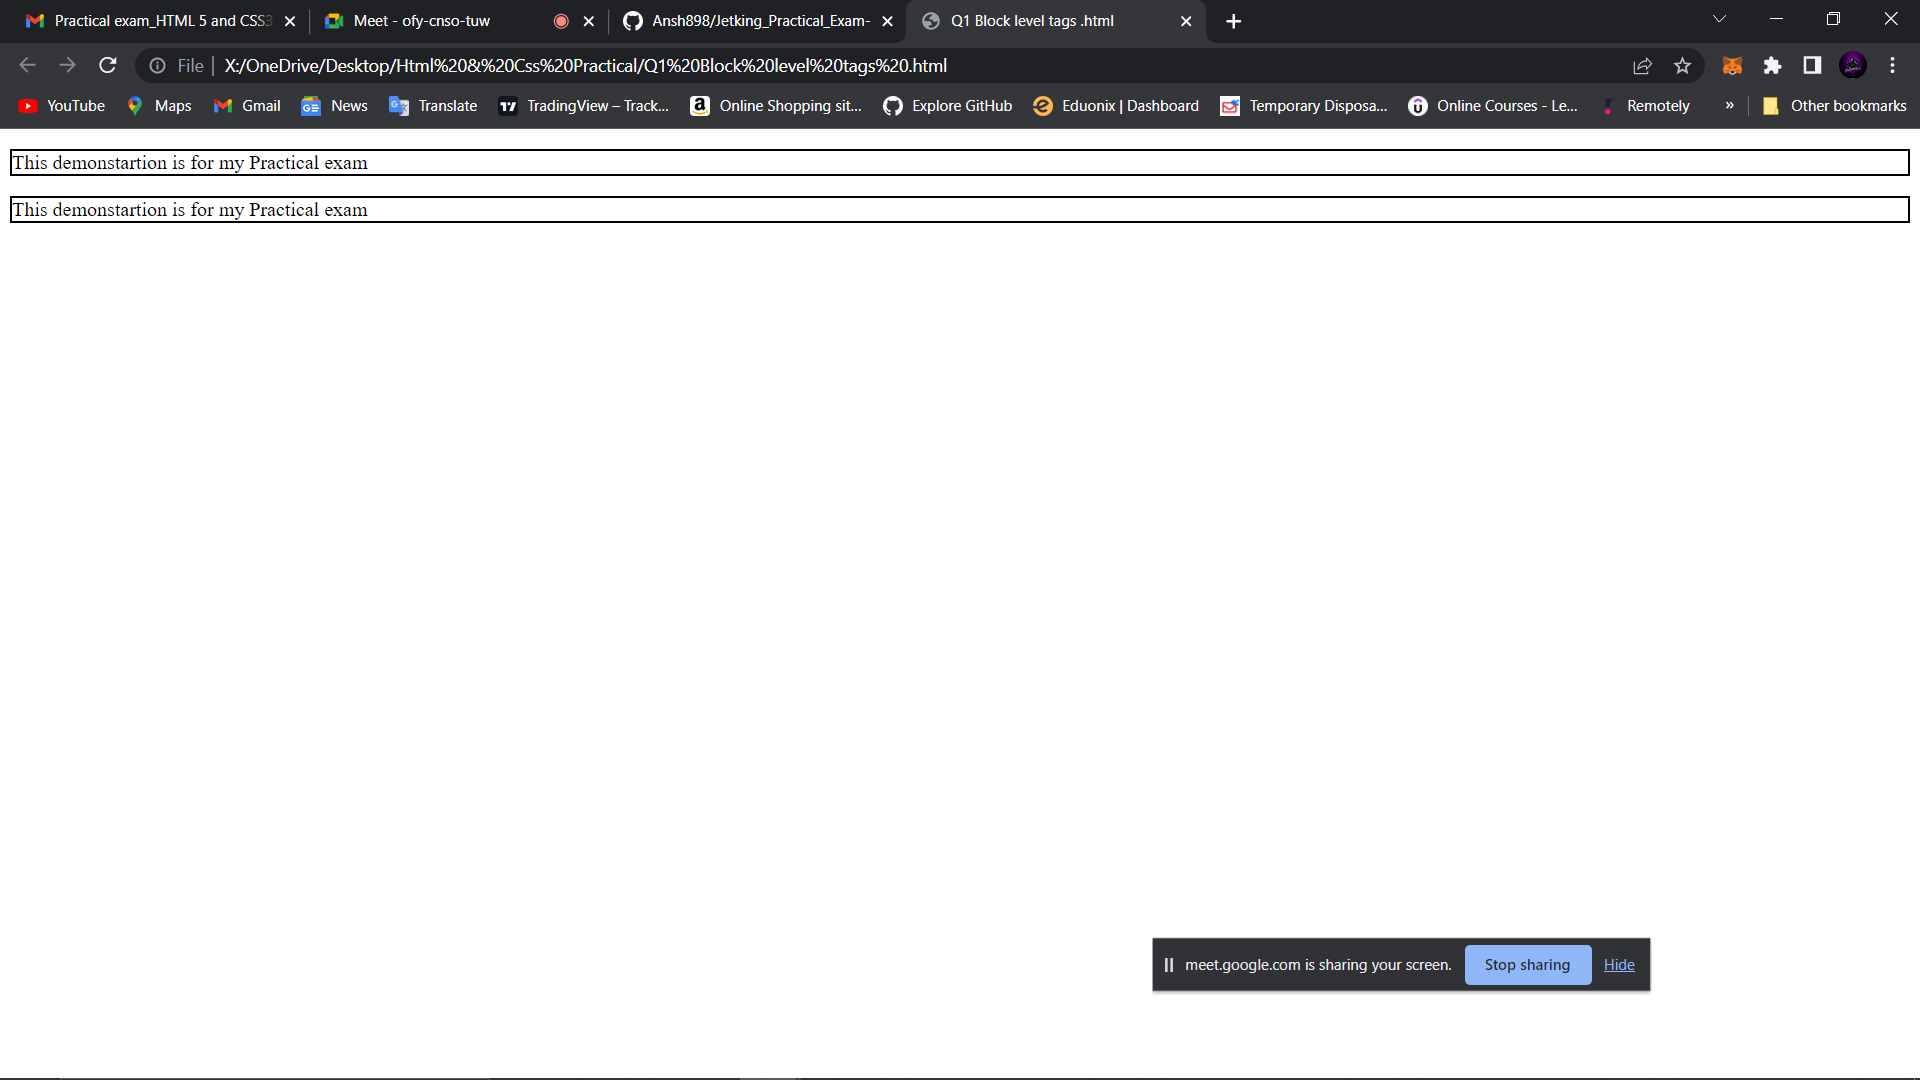 Practical exam_HTML 5 and CSS3
Meet - ofy-cnso-tuw
Ansh898/Jetking_Practical_Exam-
Q1 Block level tags .html
File
X:/OneDrive/Desktop/Html%20&%20Css%20Practical/Q1%20Block%20level%20tags%20.html
YouTube
Maps
Gmail
News
Translate
TradingView – Track...
Online Shopping sit...
Explore GitHub
Eduonix | Dashboard
Temporary Disposa...
Online Courses - Le...
Remotely
»
Other bookmarks
This demonstartion is for my Practical exam
This demonstartion is for my Practical exam
meet.google.com is sharing your screen.
Stop sharing
Hide